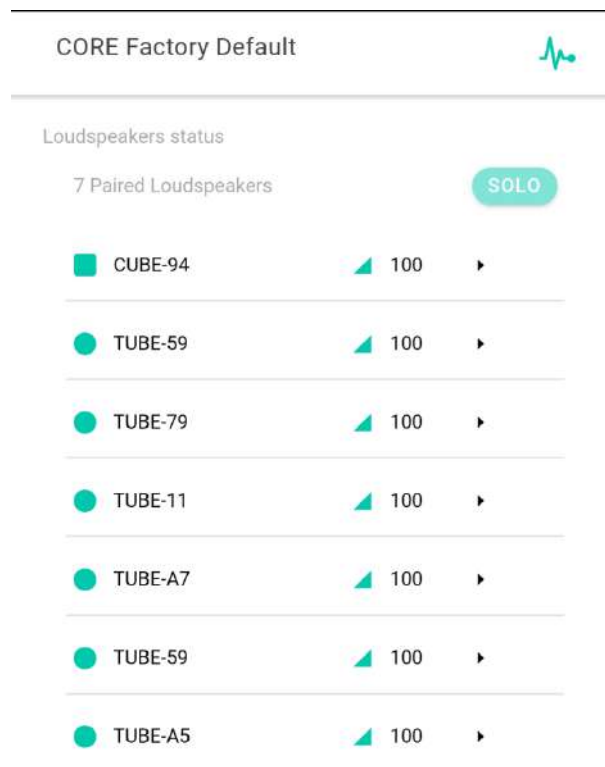 CORE Factory Default
Loudspeakers status
7 Paired Loudspeakers SOLO
CUBE-94 100
TUBE-59 100
TUBE-79 100
TUBE-11 100
TUBE-A7 100
TUBE-59 100
TUBE-A5 100